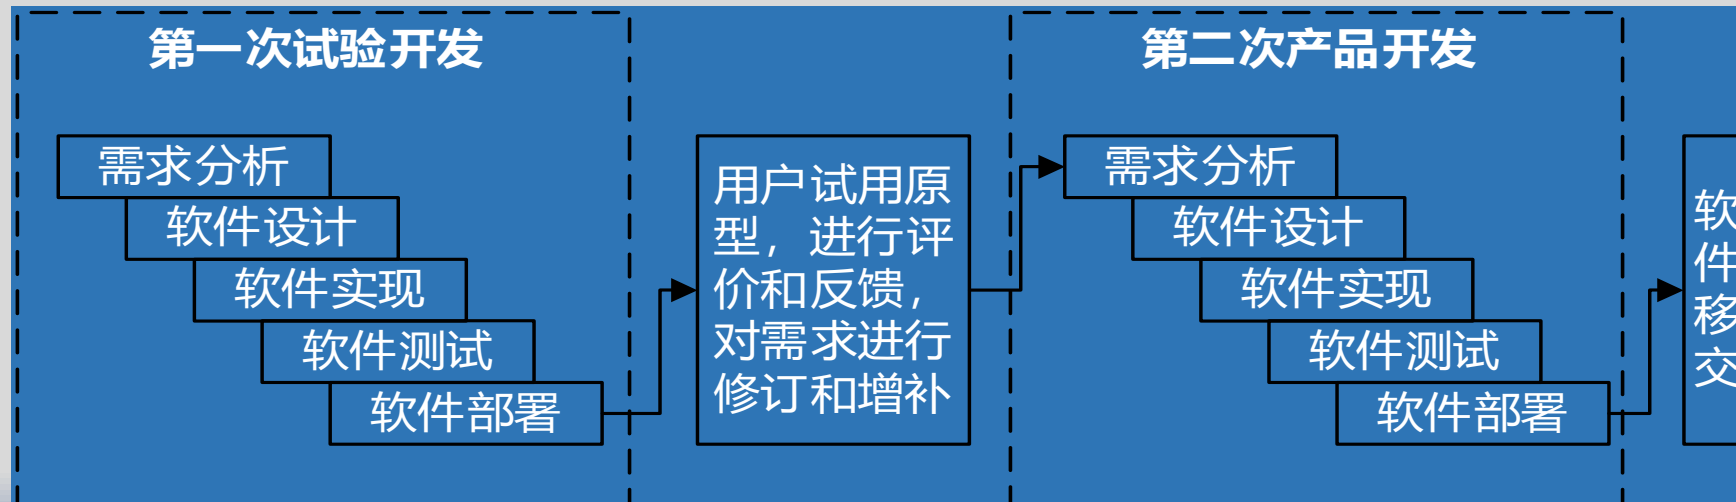 第一次试验开发
需求分析
软件设计
软件实现
软件测试
软件部署
用户试用原
型，进行评
价和反馈，
对需求进行
修订和增补
第二次产品开发
需求分析
软件设计
软件实现
软件测试
软件部署
软
件
移
交